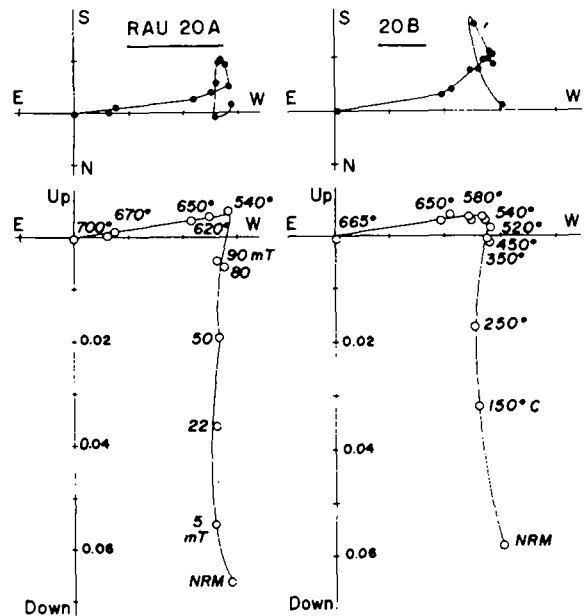 S
RAU 20A
E
W
N
Up
700°
670°
650°
540°
620°
W
90 mT
80
0.02
50
22
0.04
5
mT
0.06
NRM
Down
S
20B
E
W
N
Up
665°
650°
580°
540°
520°
450°
350°
W
250°
0.02
150° C
0.04
NRM
0.06
Down